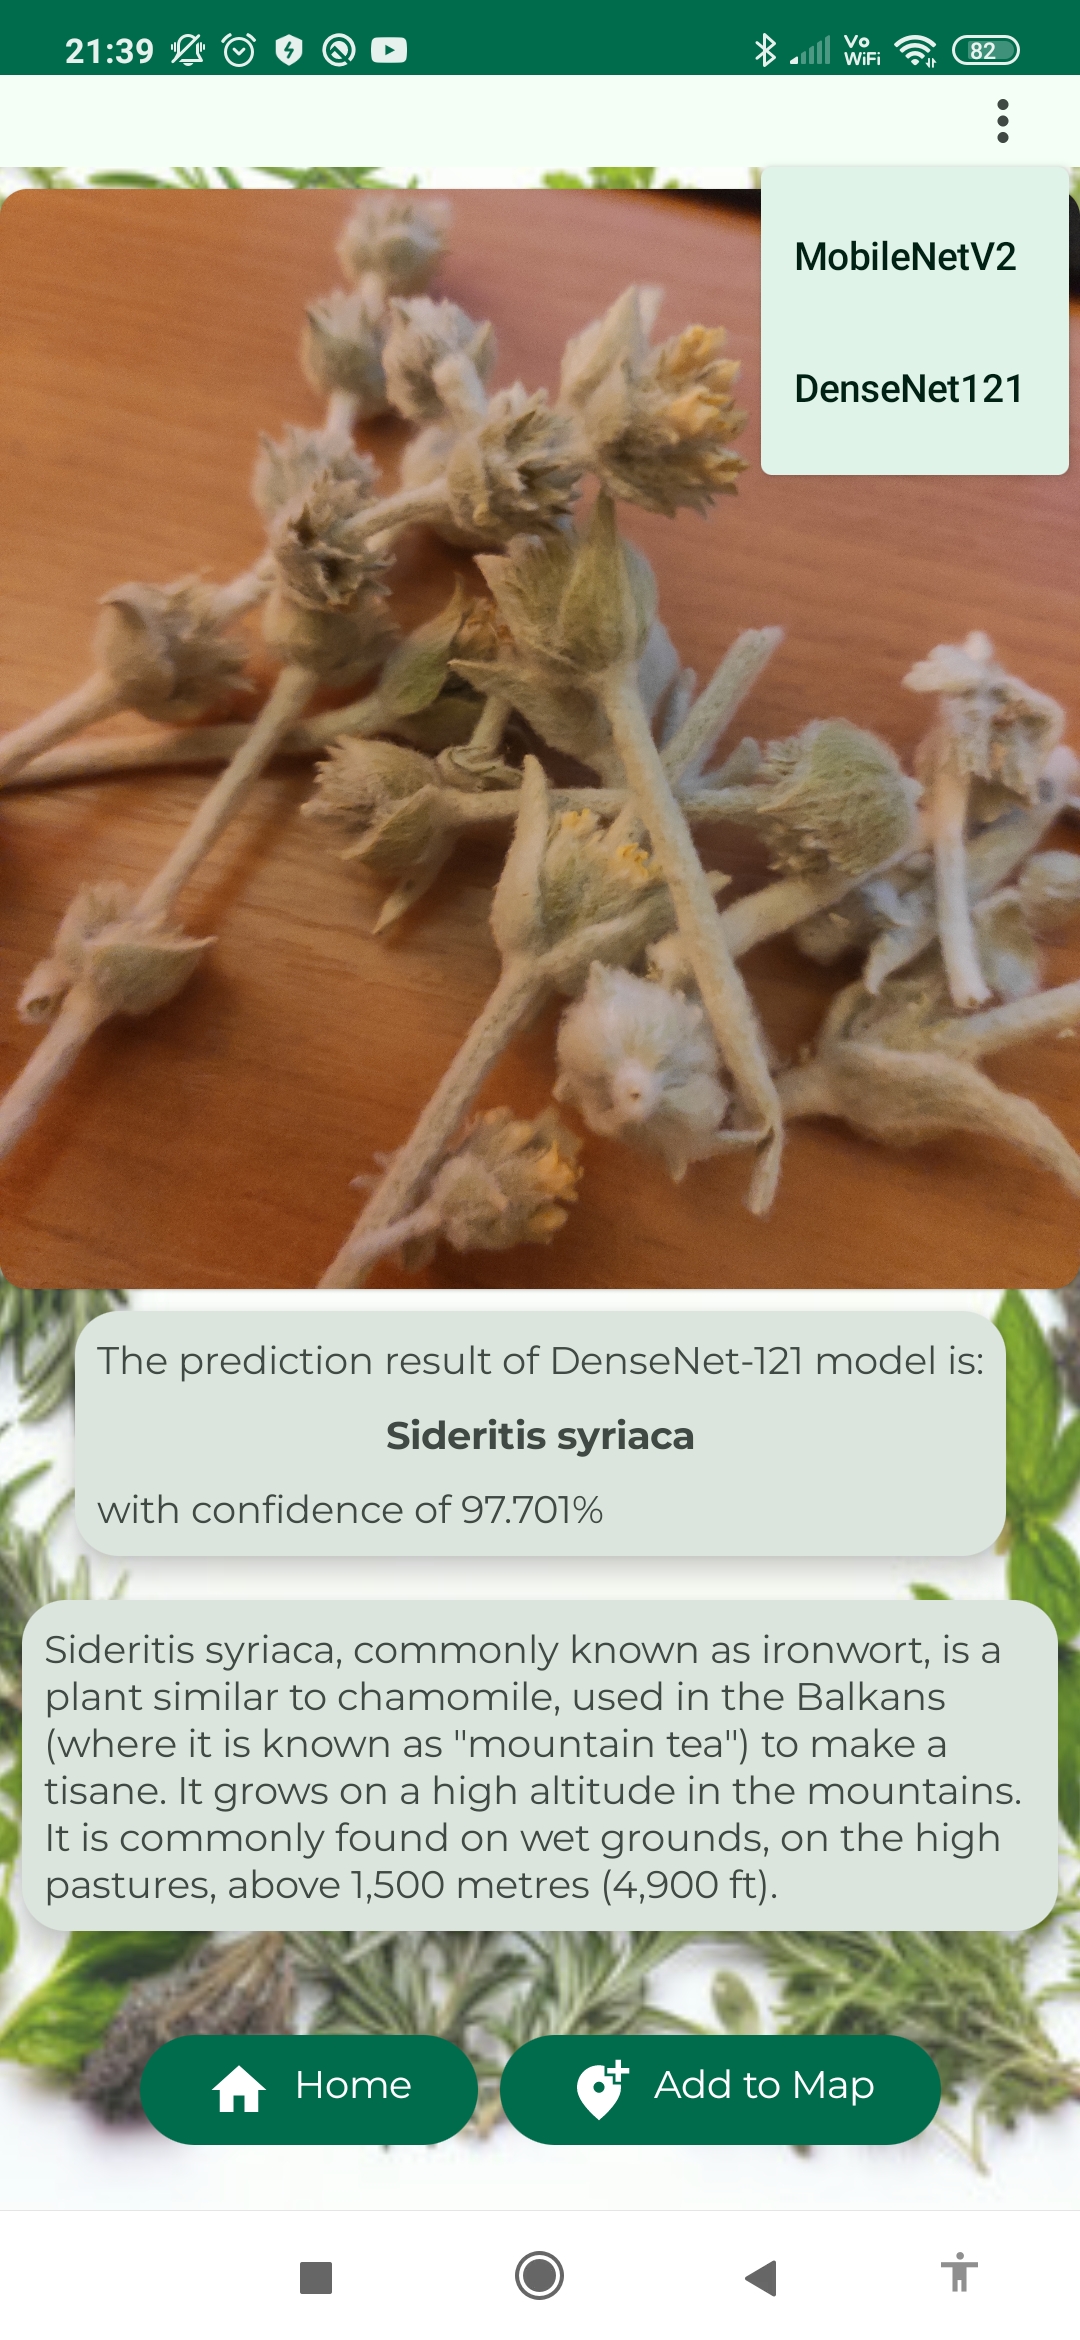 21:39
Vo
WiFi
82
MobileNetV2
DenseNet121
The prediction result of DenseNet-121 model is:
Sideritis syriaca
with confidence of 97.701%
Sideritis syriaca, commonly known as ironwort, is a
plant similar to chamomile, used in the Balkans
(where it is known as "mountain tea") to make a
tisane. It grows on a high altitude in the mountains.
It is commonly found on wet grounds, on the high
pastures, above 1,500 metres (4,900 ft).
Home
Add to Map